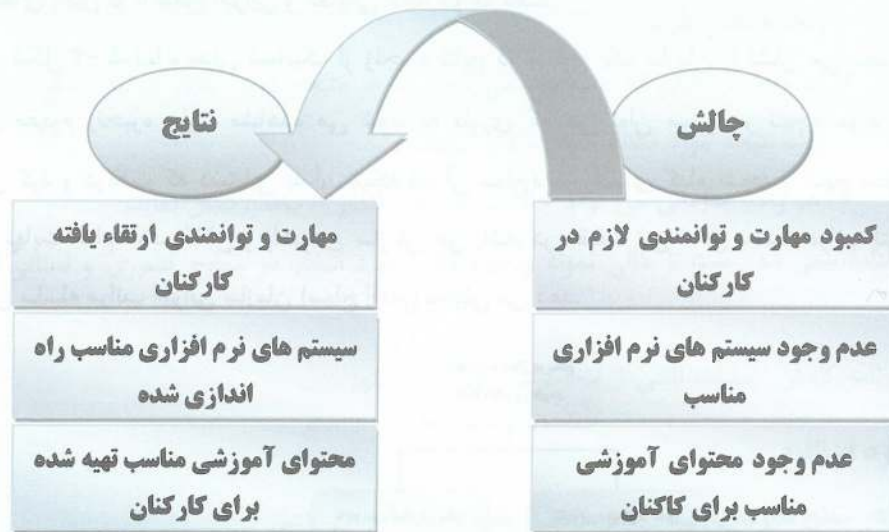 چالش
کمبود مهارت و توانمندی لازم در
کارکنان
عدم وجود سیستم های نرم افزاری
مناسب
عدم وجود محتوای آموزشی
مناسب برای کاکنان
نتایج
مهارت و توانمندی ارتقاء یافته
کارکنان
سیستم های نرم افزاری مناسب راه
اندازی شده
محتوای آموزشی مناسب تهیه شده
برای کارکنان